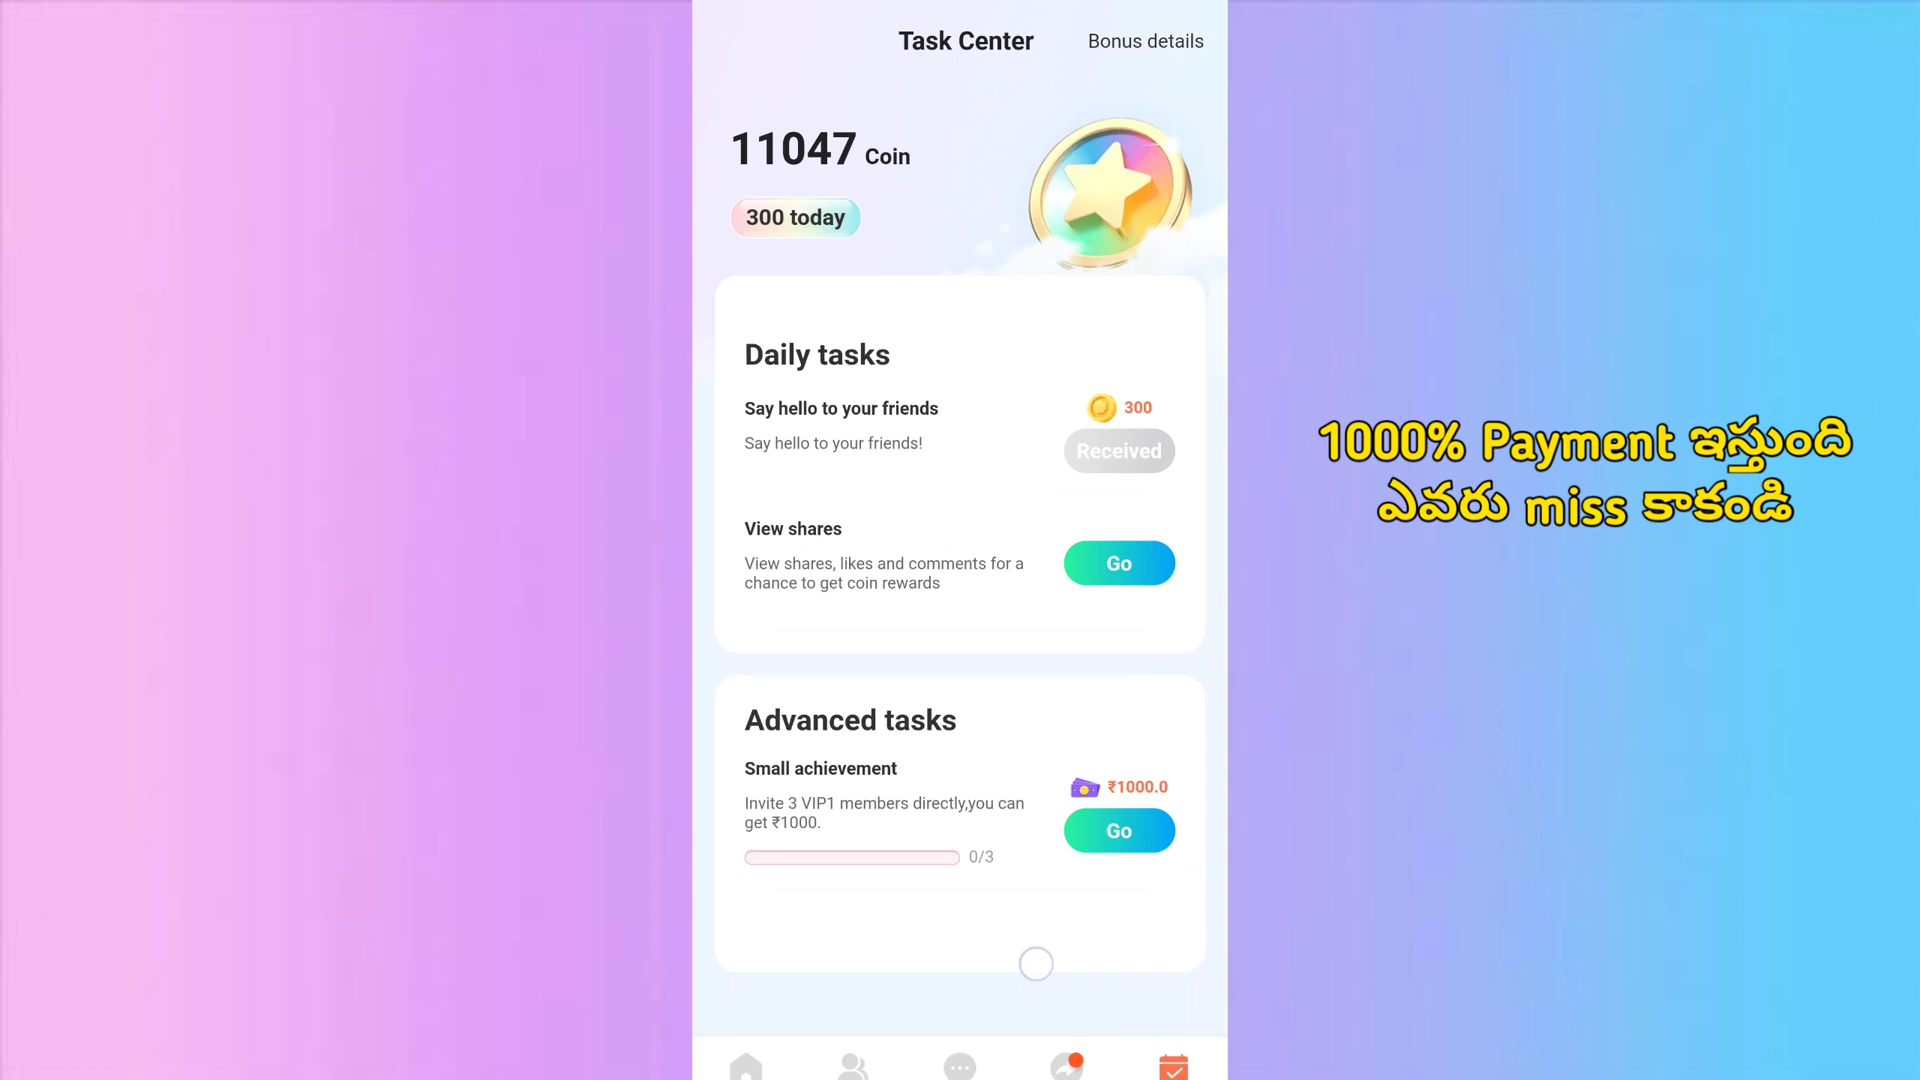 Task Center
Bonus details
11047 Coin
300 today
Daily tasks
Say hello to your friends
300
Say hello to your friends!
Received
View shares
View shares, likes and comments for a
chance to get coin rewards
Go
Advanced tasks
Small achievement
₹1000.0
Invite 3 VIP1 members directly,you can
get ₹1000.
Go
0/3
1000% Payment ఇస్తుంది
ఎవరు miss కాకండి